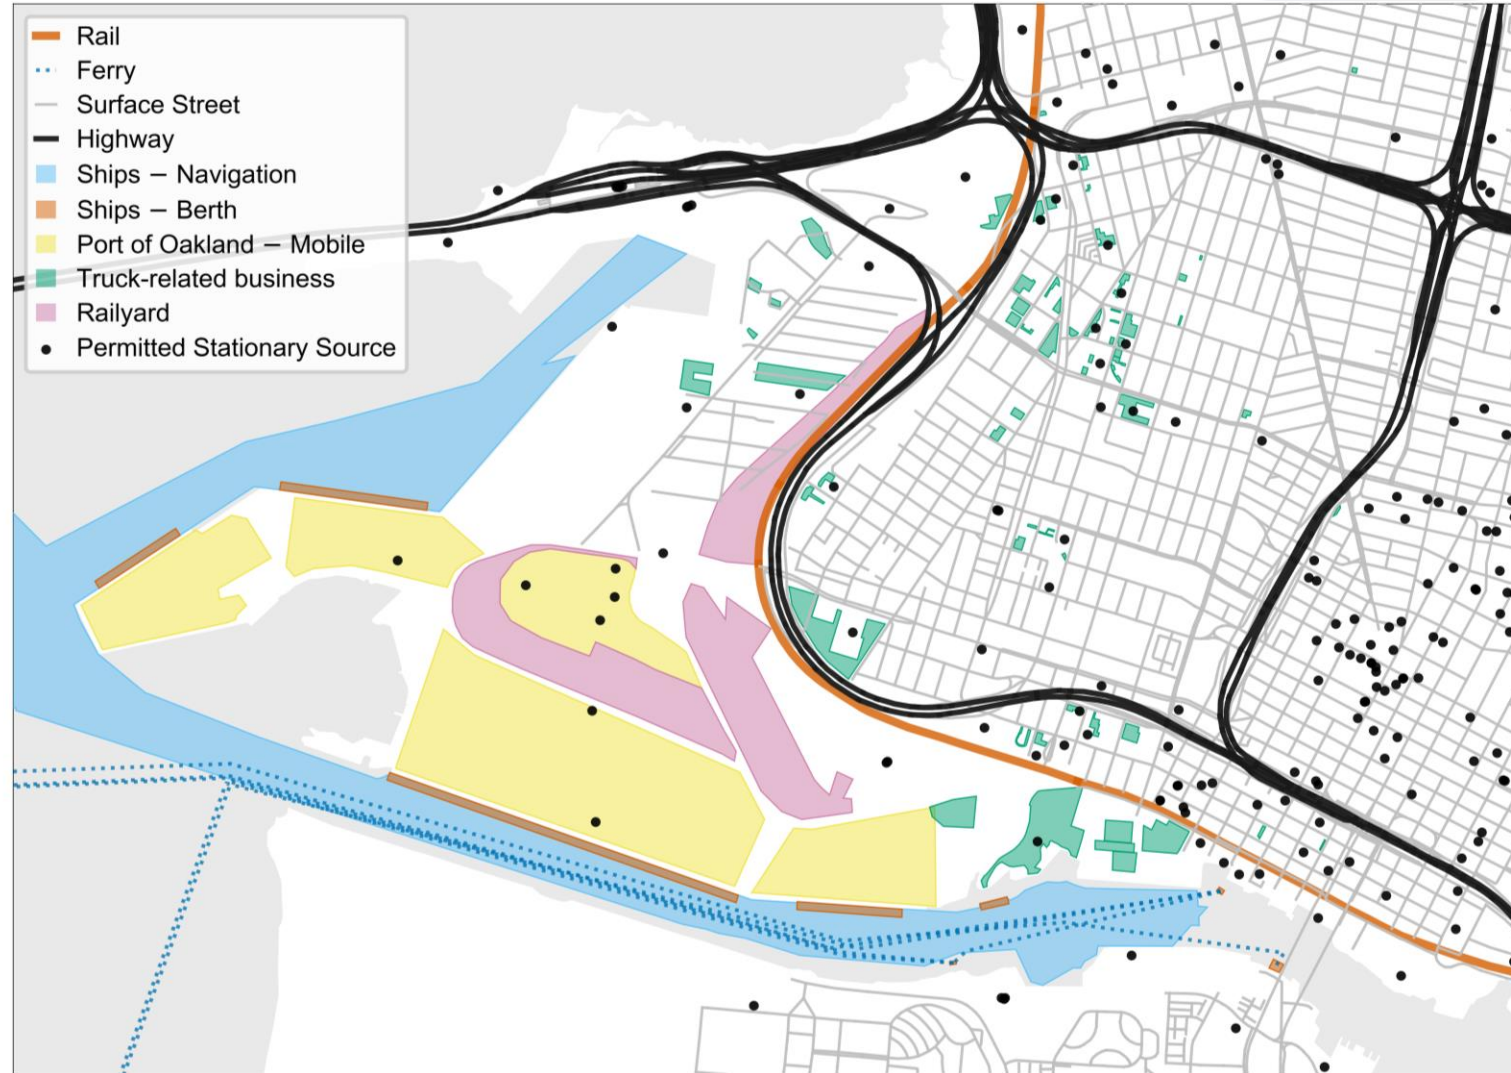 Rail
Ferry
Surface Street
Highway
Ships – Navigation
Ships – Berth
Port of Oakland – Mobile
Truck-related business
Railyard
Permitted Stationary Source